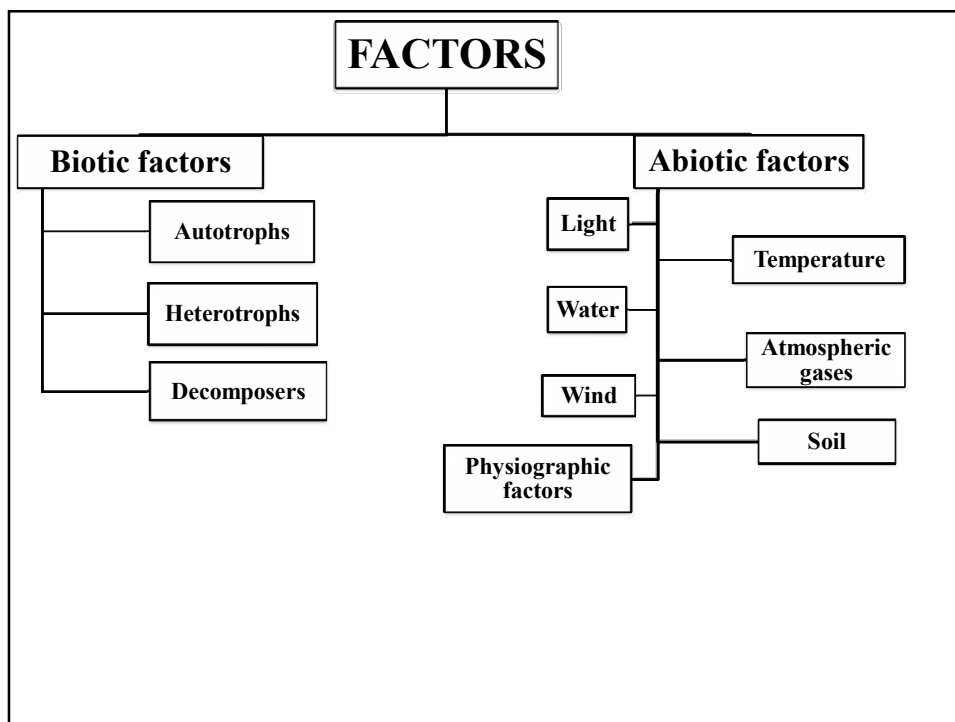 FACTORS
Biotic factors
Autotrophs
Heterotrophs
Decomposers
Abiotic factors
Light
Temperature
Water
Atmospheric
gases
Wind
Soil
Physiographic
factors